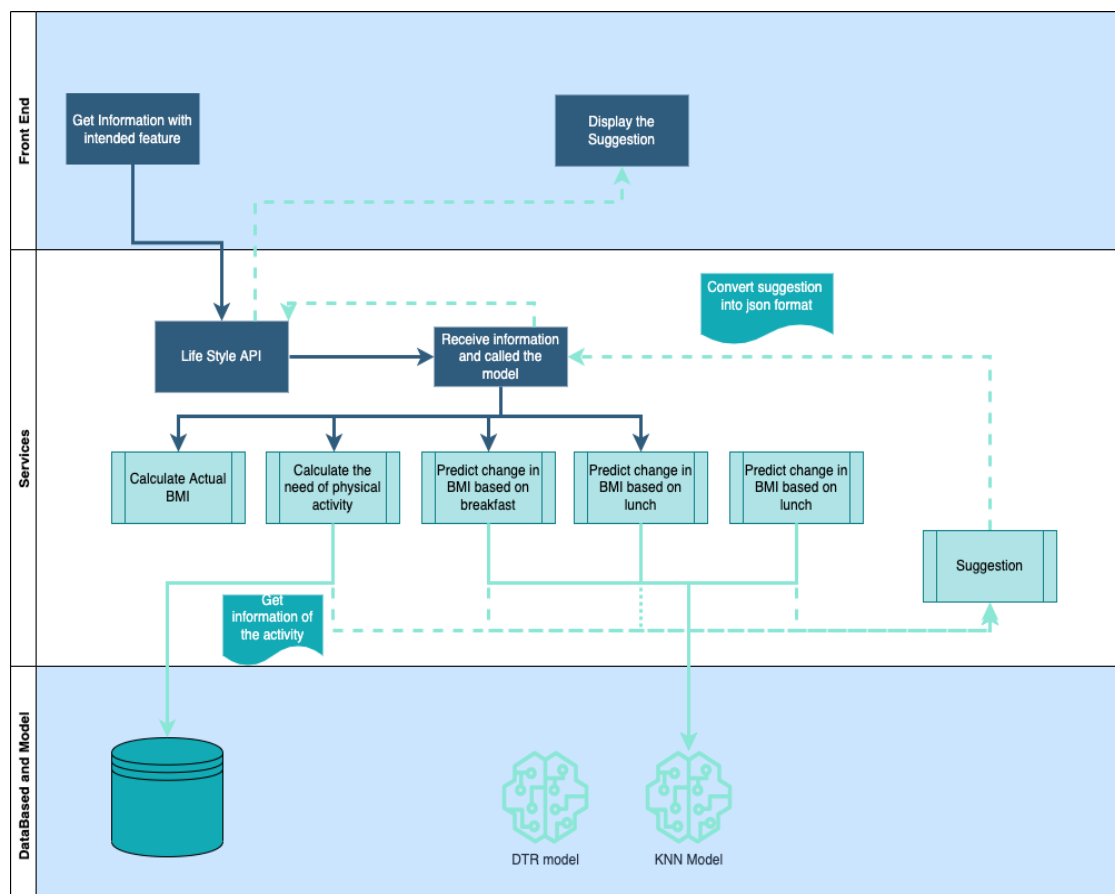 Front End
Get Information with
intended feature
Display the
Suggestion
Services
Convert suggestion
into json format
Life Style API
Receive information
and called the
model
Calculate Actual
BMI
Calculate the
need of physical
activity
Predict change in
BMI based on
breakfast
Predict change in
BMI based on
lunch
Predict change in
BMI based on
lunch
Suggestion
Get
information of
the activity
DataBased and Model
DTR model
KNN Model